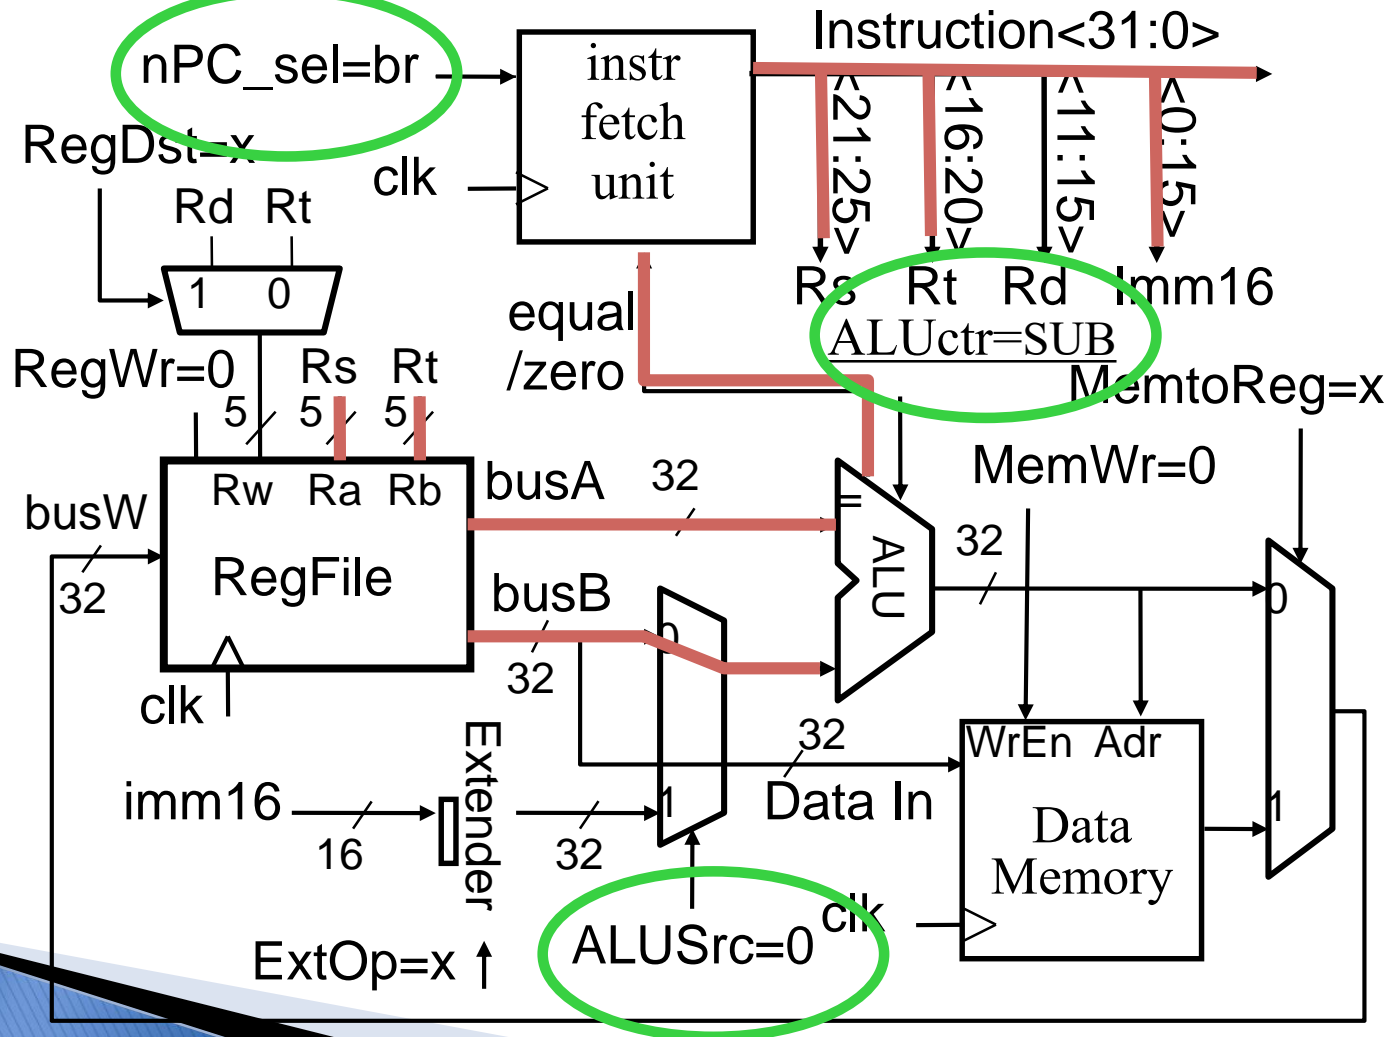 Instruction<31:0>
nPC_sel=br
instr
fetch
unit
RegDst=x
clk
<21:25>
<16:20>
<11:15>
<0:15>
Rd Rt
1 0
Rs Rt Rd Imm16
equal
/zero
ALUctr=SUB
RegWr=0
Rs Rt
MemtoReg=x
5 5 5
MemWr=0
Rw Ra Rb
busA
32
=
busW
32
RegFile
ALU
32
busB
0
0
32
32
clk
Extender
WrEn Adr
32
imm16
16
32
1
Data In
1
Data
Memory
clk
ALUSrc=0
ExtOp=x